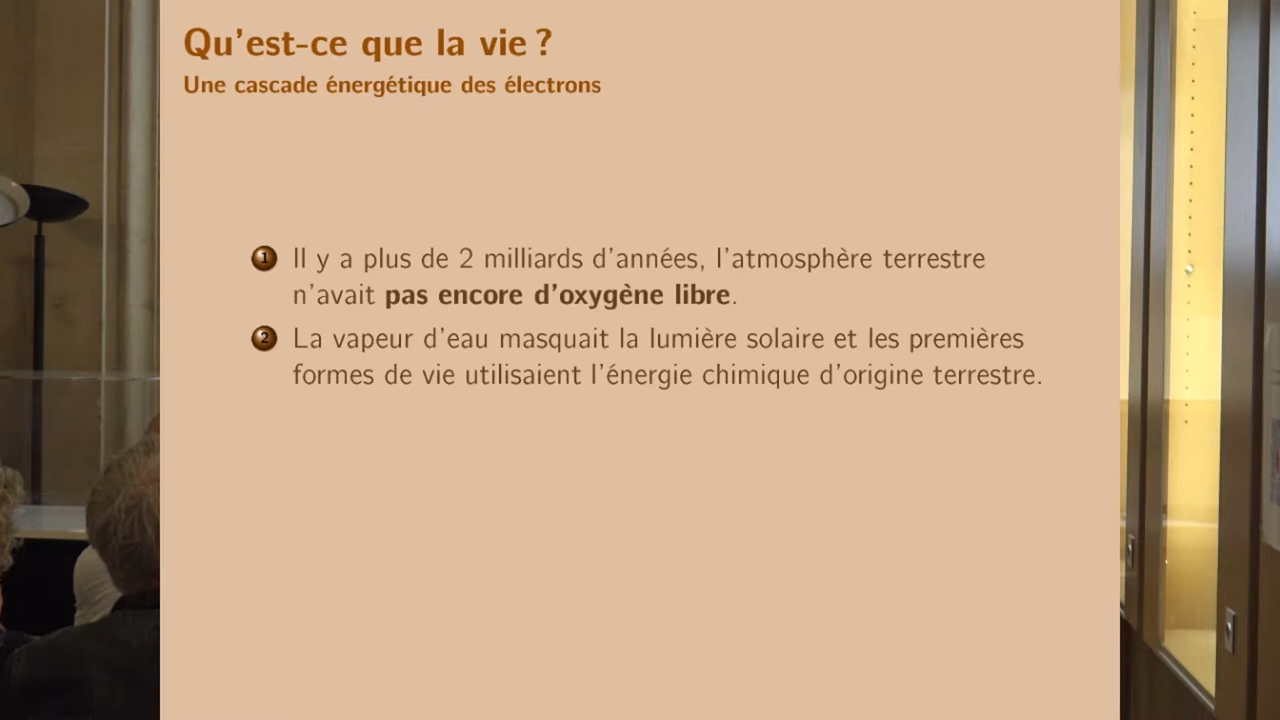 Qu'est-ce que la vie ?
Une cascade énergétique des électrons
1 Il y a plus de 2 milliards d'années, l'atmosphère terrestre
n'avait pas encore d'oxygène libre.
2 La vapeur d'eau masquait la lumière solaire et les premières
formes de vie utilisaient l'énergie chimique d'origine terrestre.